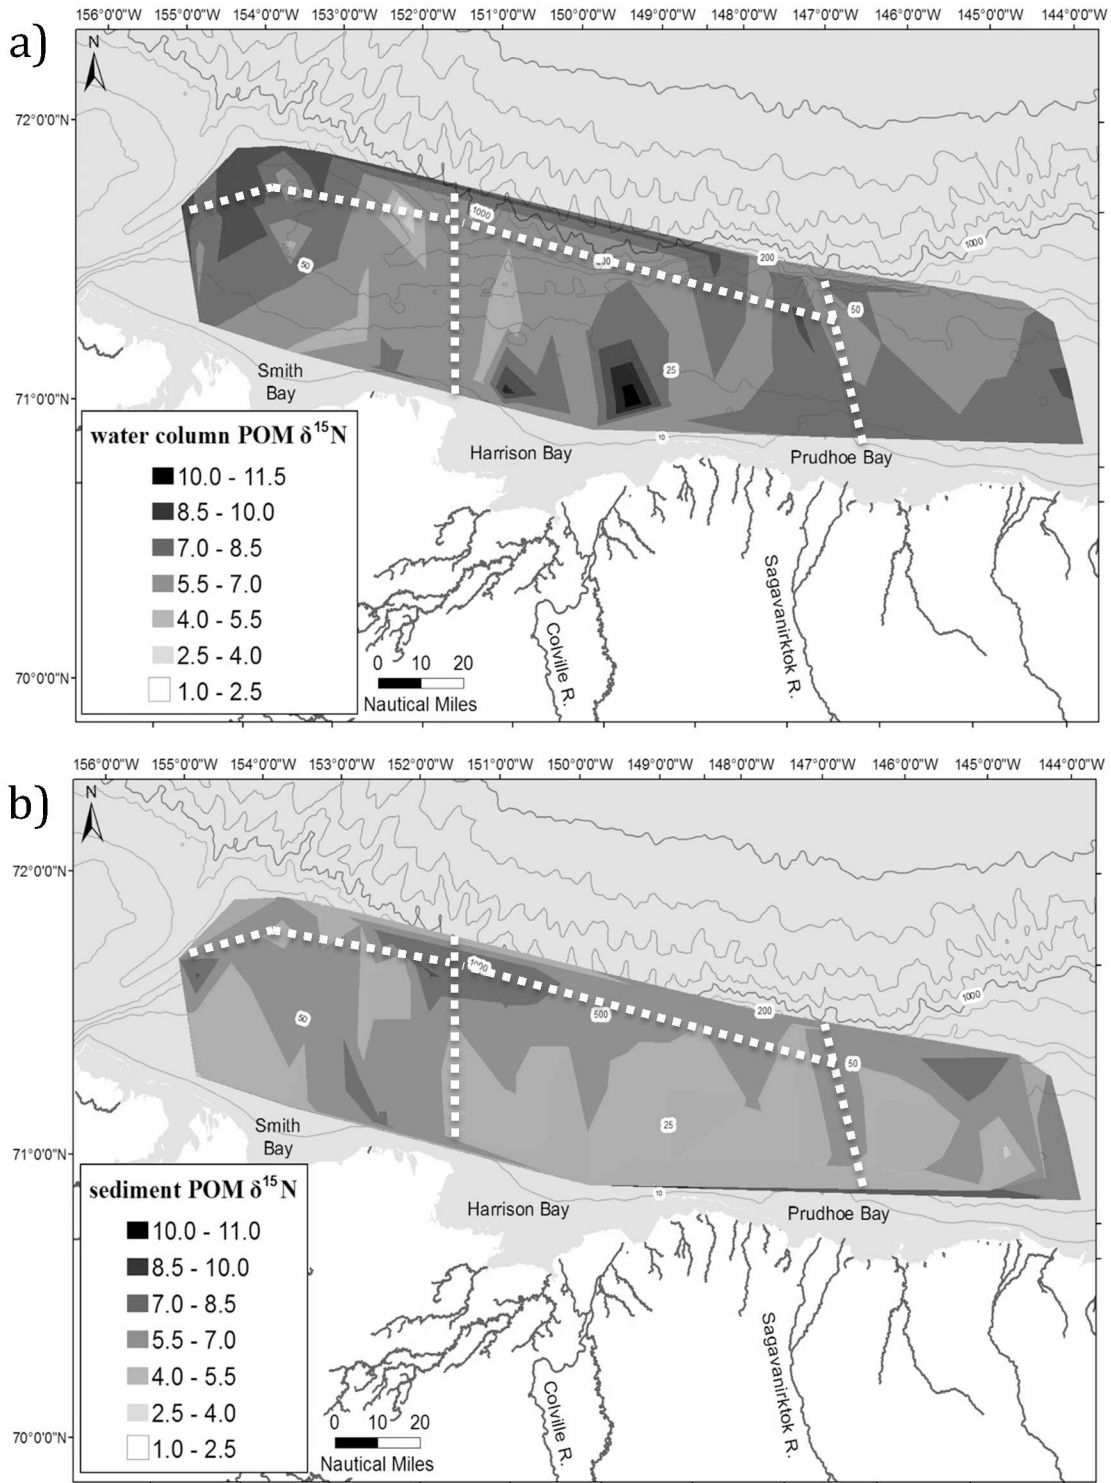 a)
156°0'0"W 155°0'0"W 154°0'0"W 153°0'0"W 152°0'0"W 151°0'0"W 150°0'0"W 149°0'0"W 148°0'0"W 147°0'0"W 146°0'0"W 145°0'0"W 144°0'0"W
N
72°0'0"N
1000
1000
200
50
50
25
Smith
Bay
71°0'0"N
10
Harrison Bay
Prudhoe Bay
water column POM δ¹⁵N
10.0 - 11.5
8.5 - 10.0
7.0 - 8.5
5.5 - 7.0
4.0 - 5.5
2.5 - 4.0
1.0 - 2.5
Colville R.
Sagavanirktok R.
0 10 20
Nautical Miles
70°0'0"N
b)
156°0'0"W 155°0'0"W 154°0'0"W 153°0'0"W 152°0'0"W 151°0'0"W 150°0'0"W 149°0'0"W 148°0'0"W 147°0'0"W 146°0'0"W 145°0'0"W 144°0'0"W
N
72°0'0"N
1000
1000
500
200
50
50
25
Smith
Bay
71°0'0"N
10
Harrison Bay
Prudhoe Bay
sediment POM δ¹⁵N
10.0 - 11.0
8.5 - 10.0
7.0 - 8.5
5.5 - 7.0
4.0 - 5.5
2.5 - 4.0
1.0 - 2.5
Colville R.
Sagavanirktok R.
0 10 20
Nautical Miles
70°0'0"N